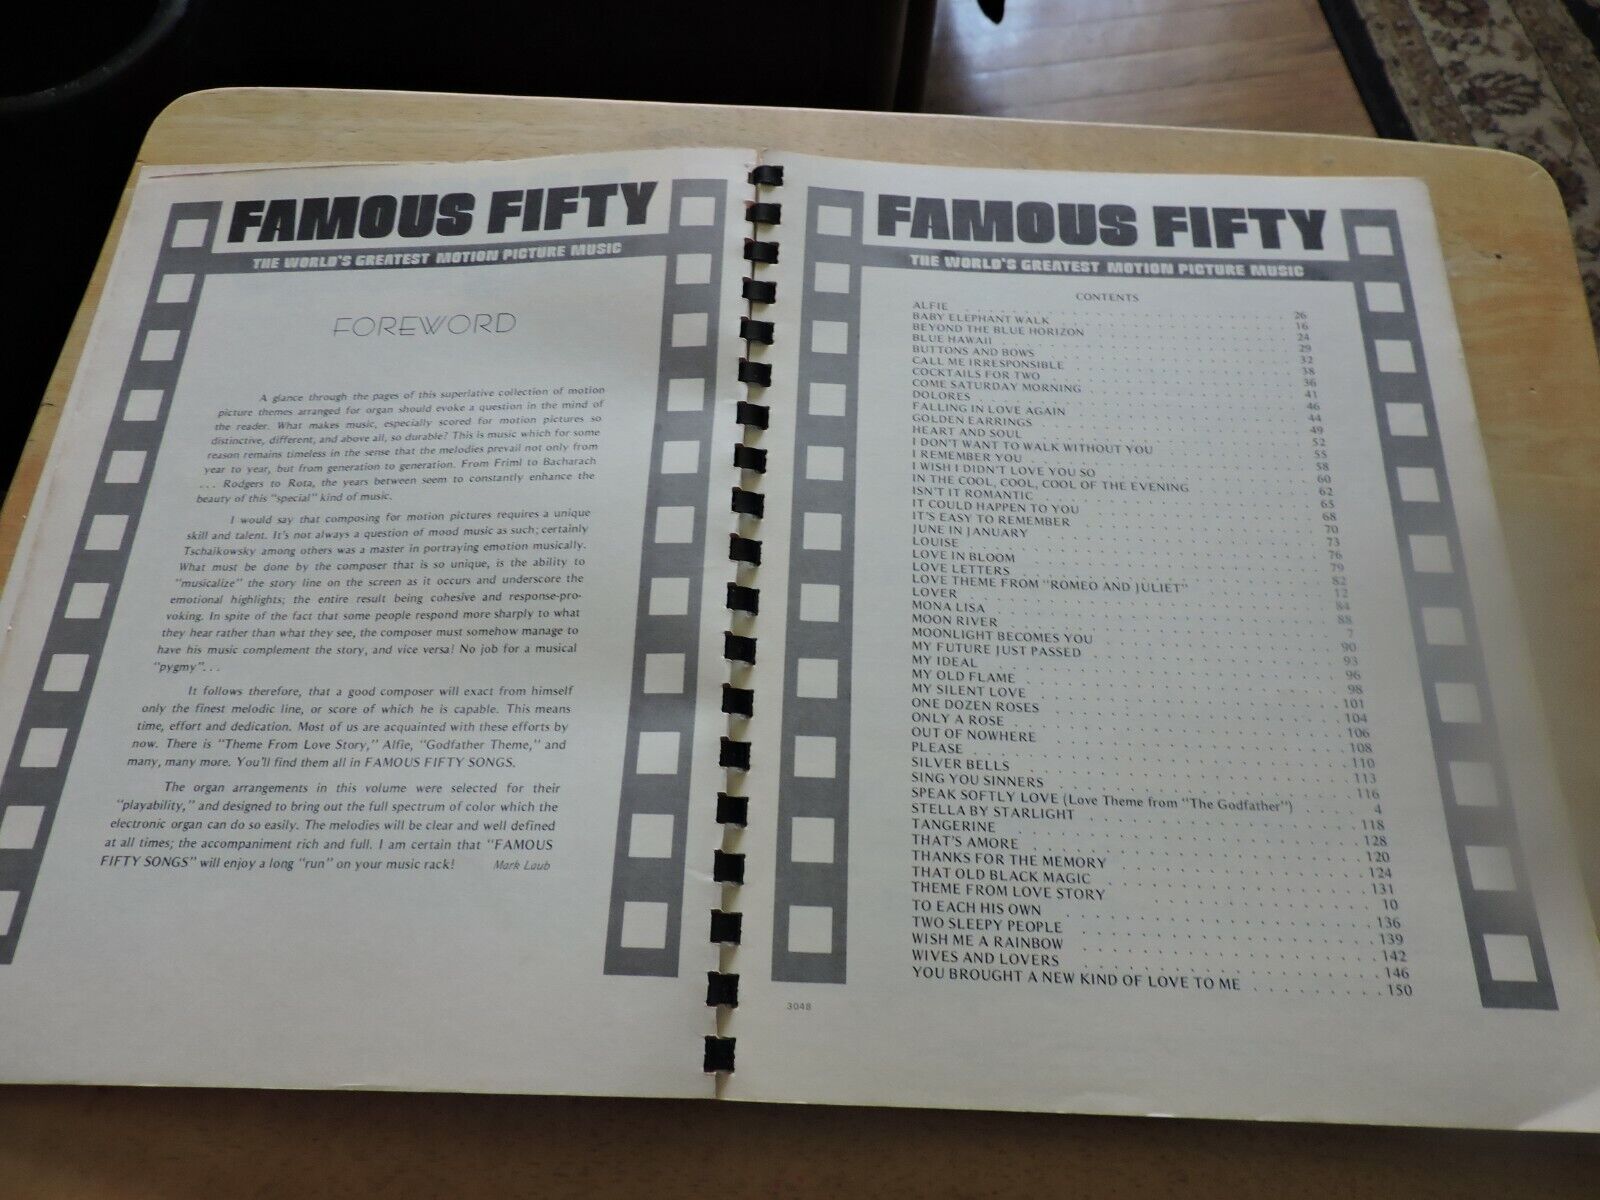 FAMOUS FIFTY
THE WORLD'S GREATEST MOTION PICTURE MUSIC
FOREWORD
A glance through the pages of this superlative collection of motion
picture themes arranged for organ should evoke a question in the mind of
the reader. What makes music, especially scored for motion pictures so
distinctive, different, and above all, so durable? This is music which for some
reason remains timeless in the sense that the melodies prevail not only from
year to year, but from generation to generation. From Friml to Bacharach
... Rodgers to Rota, the years between seem to constantly enhance the
beauty of this "special" kind of music.
I would say that composing for motion pictures requires a unique
skill and talent. It's not always a question of mood music as such; certainly
Tschaikowsky among others was a master in portraying emotion musically.
What must be done by the composer that is so unique, is the ability to
"musicalize" the story line on the screen as it occurs and underscore the
emotional highlights; the entire result being cohesive and response-pro-
voking. In spite of the fact that some people respond more sharply to what
they hear rather than what they see, the composer must somehow manage to
have his music complement the story, and vice versa! No job for a musical
"pygmy"...
It follows therefore, that a good composer will exact from himself
only the finest melodic line, or score of which he is capable. This means
time, effort and dedication. Most of us are acquainted with these efforts by
now. There is "Theme From Love Story," Alfie, "Godfather Theme," and
many, many more. You'll find them all in FAMOUS FIFTY SONGS.
The organ arrangements in this volume were selected for their
"playability," and designed to bring out the full spectrum of color which the
electronic organ can do so easily. The melodies will be clear and well defined
at all times; the accompaniment rich and full. I am certain that "FAMOUS
FIFTY SONGS" will enjoy a long "run" on your music rack! Mark Laub
FAMOUS FIFTY
THE WORLD'S GREATEST MOTION PICTURE MUSIC
CONTENTS
ALFIE 26
BABY ELEPHANT WALK 16
BEYOND THE BLUE HORIZON 24
BLUE HAWAII 29
BUTTONS AND BOWS 32
CALL ME IRRESPONSIBLE 38
COCKTAILS FOR TWO 36
COME SATURDAY MORNING 41
DOLORES 46
FALLING IN LOVE AGAIN 44
GOLDEN EARRINGS 49
HEART AND SOUL 52
I DON'T WANT TO WALK WITHOUT YOU 55
I REMEMBER YOU 58
I WISH I DIDN'T LOVE YOU SO 60
IN THE COOL, COOL, COOL OF THE EVENING 62
ISN'T IT ROMANTIC 65
IT COULD HAPPEN TO YOU 68
IT'S EASY TO REMEMBER 70
JUNE IN JANUARY 73
LOUISE 76
LOVE IN BLOOM 79
LOVE LETTERS 82
LOVE THEME FROM "ROMEO AND JULIET" 12
LOVER 84
MONA LISA 88
MOON RIVER 7
MOONLIGHT BECOMES YOU 90
MY FUTURE JUST PASSED 93
MY IDEAL 96
MY OLD FLAME 98
MY SILENT LOVE 101
ONE DOZEN ROSES 104
ONLY A ROSE 106
OUT OF NOWHERE 108
PLEASE 110
SILVER BELLS 113
SING YOU SINNERS 116
SPEAK SOFTLY LOVE (Love Theme from "The Godfather") 4
STELLA BY STARLIGHT 118
TANGERINE 128
THAT'S AMORE 120
THANKS FOR THE MEMORY 124
THAT OLD BLACK MAGIC 131
THEME FROM LOVE STORY 10
TO EACH HIS OWN 136
TWO SLEEPY PEOPLE 139
WISH ME A RAINBOW 142
WIVES AND LOVERS 146
YOU BROUGHT A NEW KIND OF LOVE TO ME 150
3048